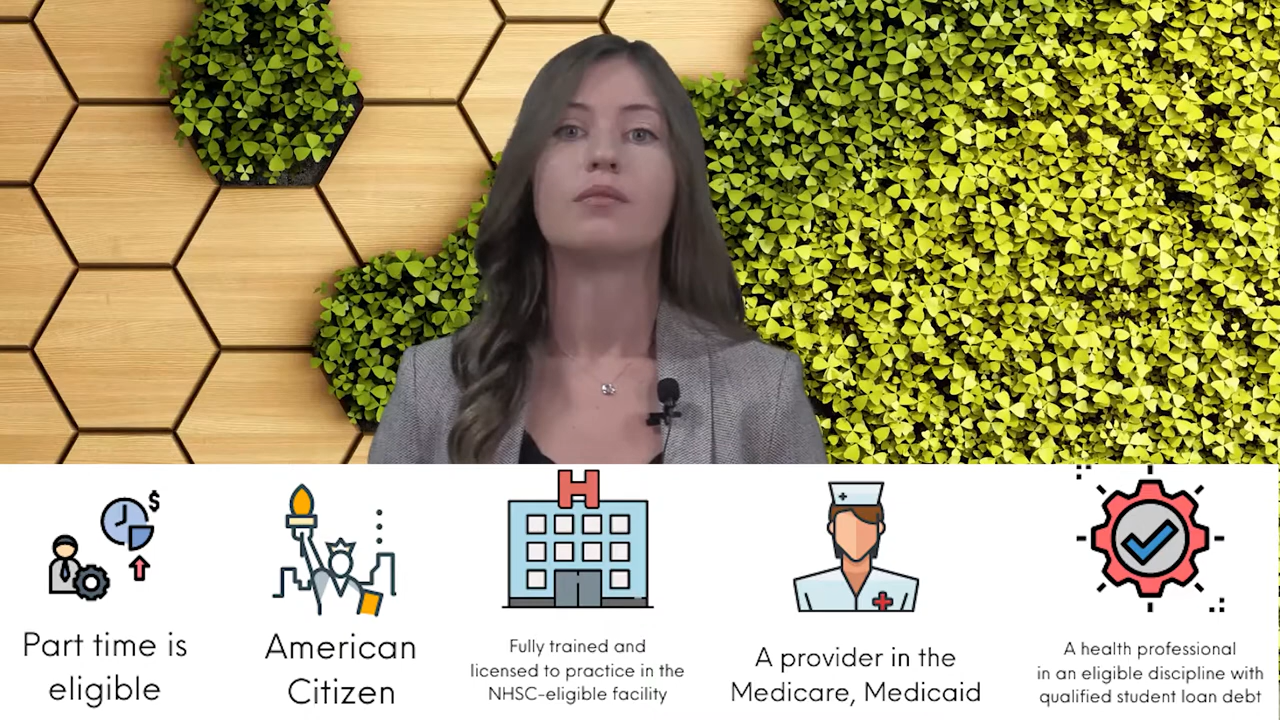 Part time is
eligible
American
Citizen
Fully trained and
licensed to practice in the
NHSC-eligible facility
A provider in the
Medicare, Medicaid
A health professional
in an eligible discipline with
qualified student loan debt